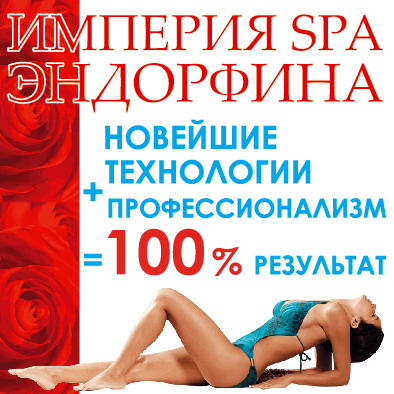 ИМПЕРИЯ SPA
ЭНДОРФИНА
НОВЕЙШИЕ
ТЕХНОЛОГИИ
+ ПРОФЕССИОНАЛИЗМ
= 100 % РЕЗУЛЬТАТ